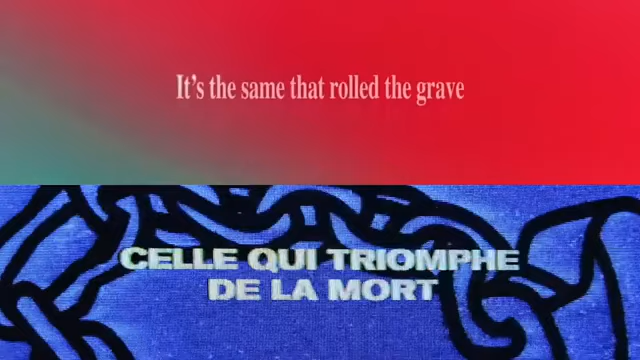 It’s the same that rolled the grave
CELLE QUI TRIOMPHE
DE LA MORT